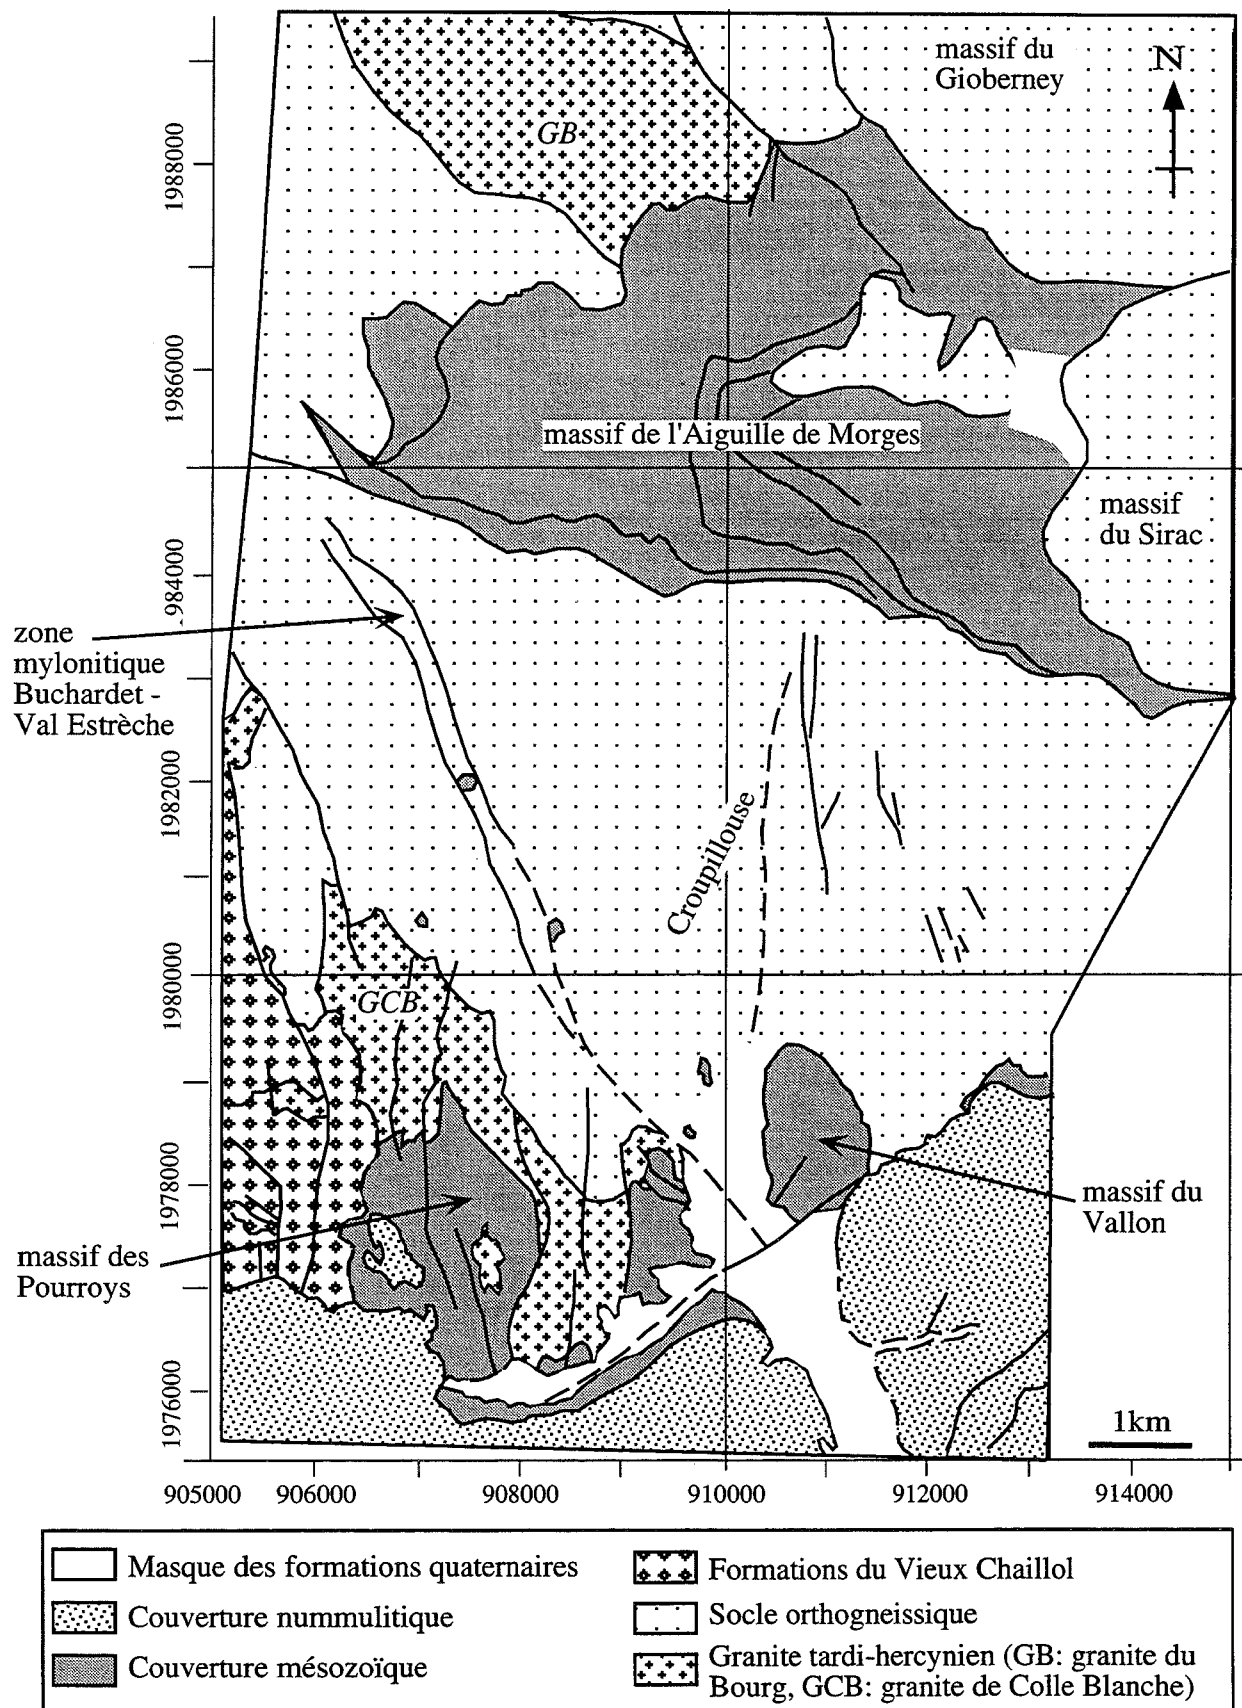 massif du
Gioberney
N
GB
1988000
1986000
massif de l'Aiguille de Morges
massif
du Sirac
984000
zone
mylonitique
Buchardet -
Val Estrèche
1982000
Croupillouse
1980000
GCB
1978000
massif du
Vallon
massif des
Pourroys
1976000
1km
905000 906000 908000 910000 912000 914000
Masque des formations quaternaires
Couverture nummulitique
Couverture mésozoïque
Formations du Vieux Chaillol
Socle orthogneissique
Granite tardi-hercynien (GB: granite du
Bourg, GCB: granite de Colle Blanche)